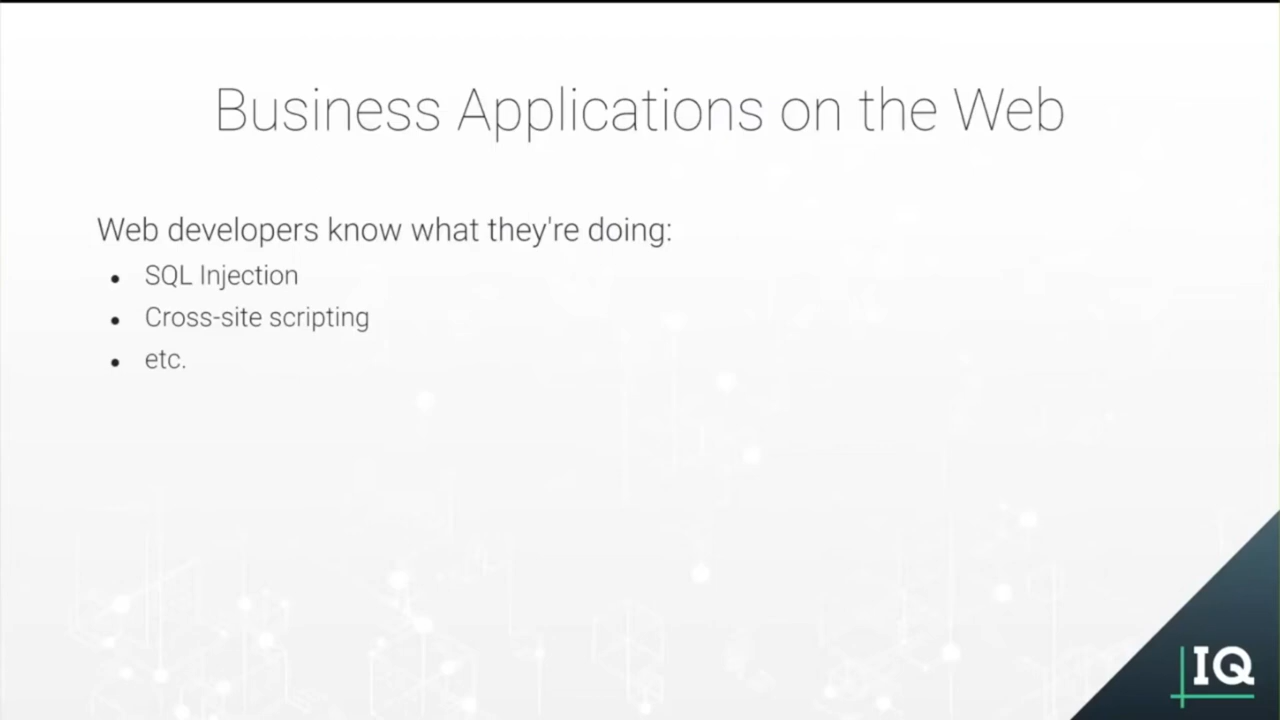 Business Applications on the Web
Web developers know what they're doing:
• SQL Injection
• Cross-site scripting
• etc.
IQ